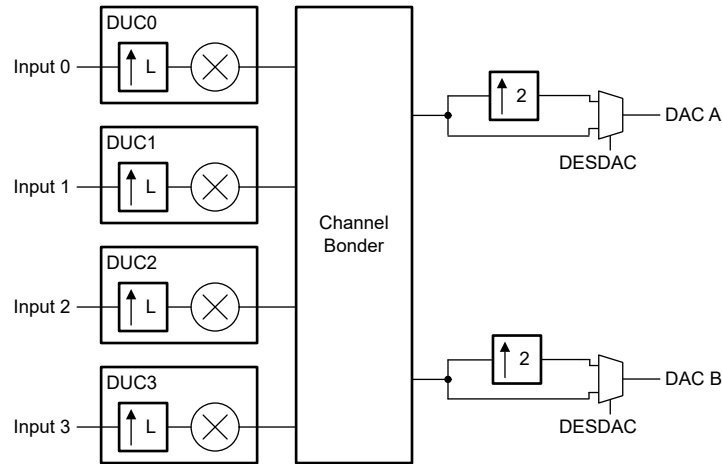 DUC0
Input 0
L
DUC1
Input 1
L
DUC2
Input 2
L
DUC3
Input 3
L
Channel
Bonder
2
DAC A
DESDAC
2
DAC B
DESDAC